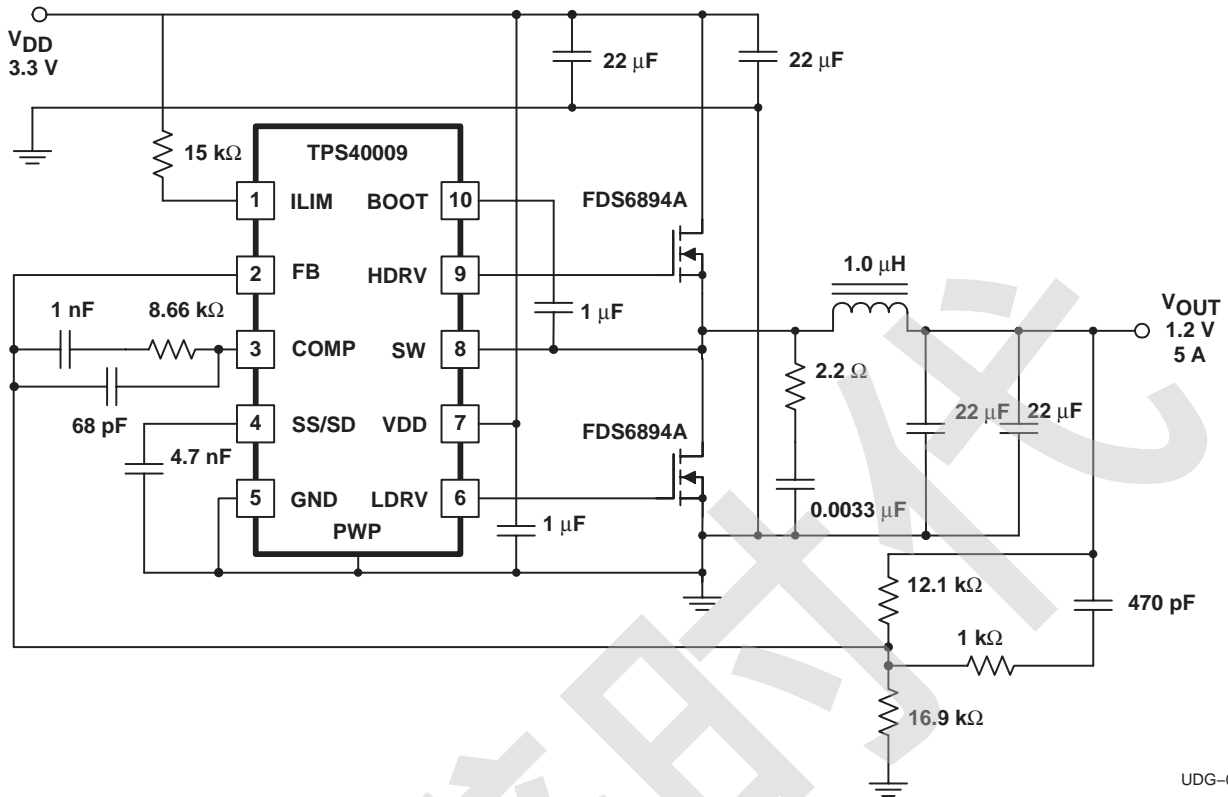 VDD
3.3 V
22 μF
22 μF
15 kΩ
TPS40009
FDS6894A
1 ILIM BOOT 10
2 FB HDRV 9
1.0 μH
1 nF
8.66 kΩ
1 μF
VOUT
1.2 V
5 A
3 COMP SW 8
2.2 Ω
68 pF
4 SS/SD VDD 7
FDS6894A
22 μF
22 μF
4.7 nF
5 GND LDRV 6
0.0033 μF
PWP
1 μF
12.1 kΩ
470 pF
1 kΩ
16.9 kΩ